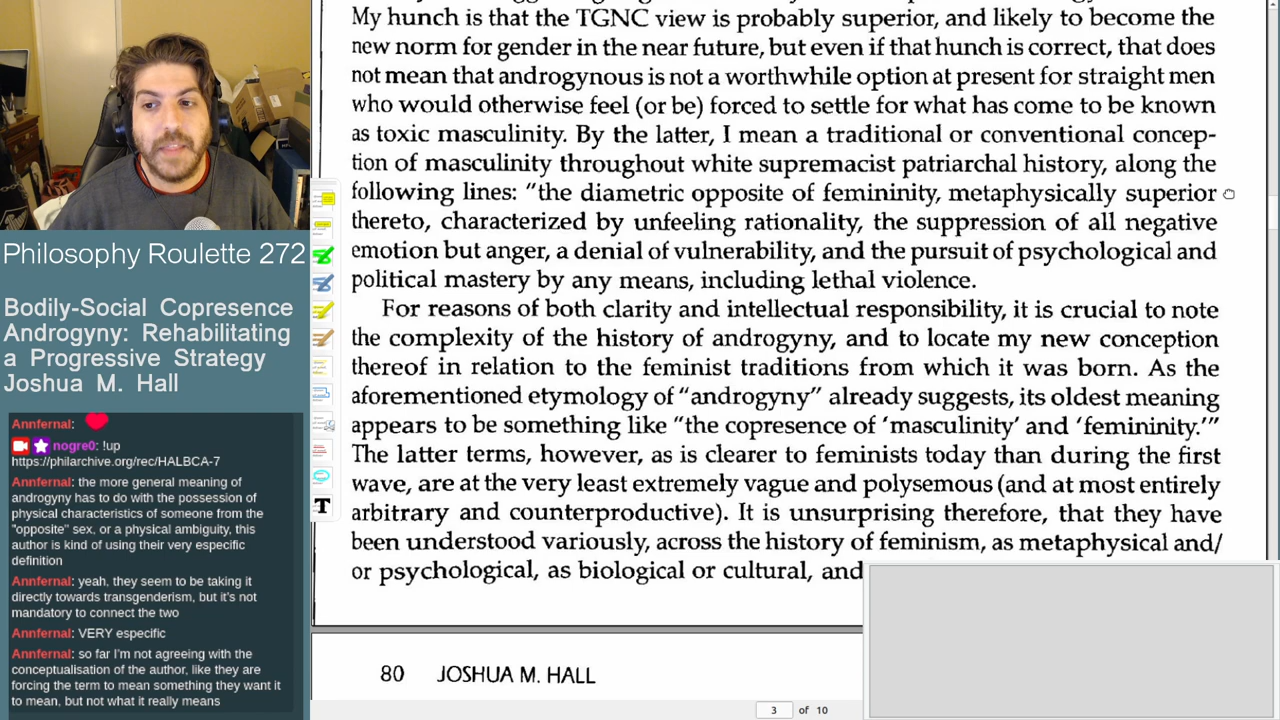 My hunch is that the TGNC view is probably superior, and likely to become the
new norm for gender in the near future, but even if that hunch is correct, that does
not mean that androgynous is not a worthwhile option at present for straight men
who would otherwise feel (or be) forced to settle for what has come to be known
as toxic masculinity. By the latter, I mean a traditional or conventional concep-
tion of masculinity throughout white supremacist patriarchal history, along the
following lines: "the diametric opposite of femininity, metaphysically superior
thereto, characterized by unfeeling rationality, the suppression of all negative
emotion but anger, a denial of vulnerability, and the pursuit of psychological and
political mastery by any means, including lethal violence.
For reasons of both clarity and intellectual responsibility, it is crucial to note
the complexity of the history of androgyny, and to locate my new conception
thereof in relation to the feminist traditions from which it was born. As the
aforementioned etymology of "androgyny" already suggests, its oldest meaning
appears to be something like "the copresence of 'masculinity' and 'femininity.'"
The latter terms, however, as is clearer to feminists today than during the first
wave, are at the very least extremely vague and polysemous (and at most entirely
arbitrary and counterproductive). It is unsurprising therefore, that they have
been understood variously, across the history of feminism, as metaphysical and/
or psychological, as biological or cultural, and
80 JOSHUA M. HALL
3 of 10
T
Philosophy Roulette 272
Bodily-Social Copresence
Androgyny: Rehabilitating
a Progressive Strategy
Joshua M. Hall
Annfernal:
nogre0: !up
https://philarchive.org/rec/HALBCA-7
Annfernal: the more general meaning of
androgyny has to do with the possession of
physical characteristics of someone from the
"opposite" sex, or a physical ambiguity, this
author is kind of using their very especific
definition
Annfernal: yeah, they seem to be taking it
directly towards transgenderism, but it's not
mandatory to connect the two
Annfernal: VERY especific
Annfernal: so far I'm not agreeing with the
conceptualisation of the author, like they are
forcing the term to mean something they want it
to mean, but not what it really means